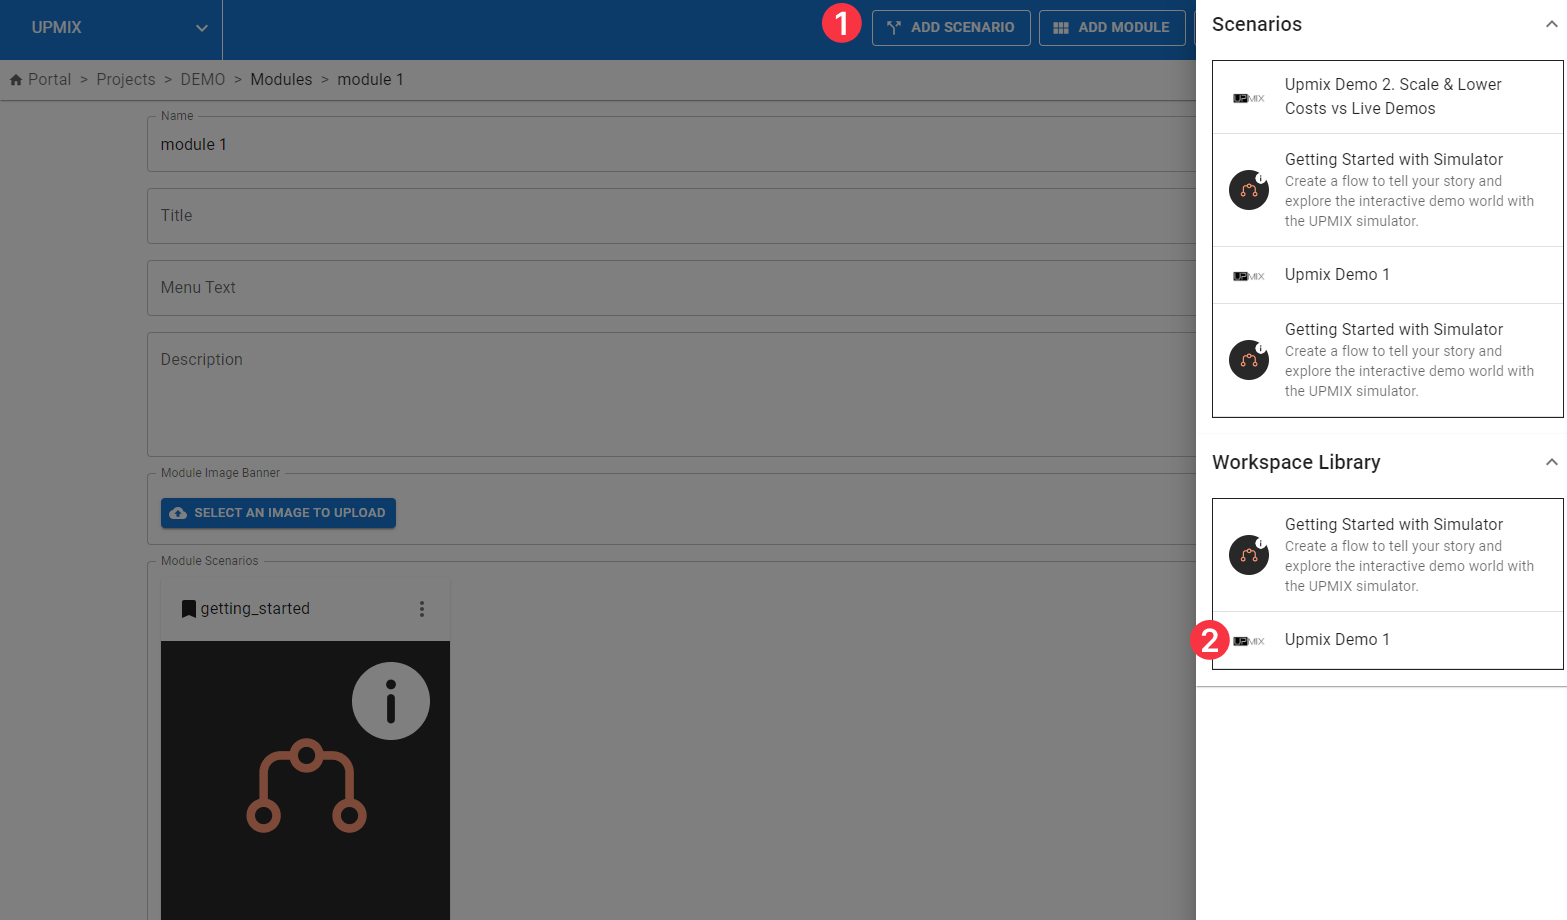 UPMIX
1
ADD SCENARIO
ADD MODULE
Portal > Projects > DEMO > Modules > module 1
Name
module 1
Title
Menu Text
Description
Module Image Banner
SELECT AN IMAGE TO UPLOAD
Module Scenarios
getting_started
i
Scenarios
UPMIX
Upmix Demo 2. Scale & Lower
Costs vs Live Demos
Getting Started with Simulator
Create a flow to tell your story and
explore the interactive demo world with
the UPMIX simulator.
UPMIX
Upmix Demo 1
Getting Started with Simulator
Create a flow to tell your story and
explore the interactive demo world with
the UPMIX simulator.
Workspace Library
Getting Started with Simulator
Create a flow to tell your story and
explore the interactive demo world with
the UPMIX simulator.
2
UPMIX
Upmix Demo 1